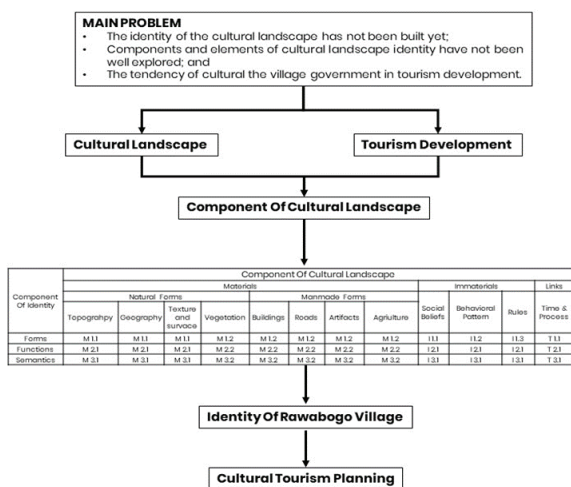 MAIN PROBLEM
• The identity of the cultural landscape has not been built yet;
• Components and elements of cultural landscape identity have not been
well explored; and
• The tendency of cultural the village government in tourism development.
Cultural Landscape
Tourism Development
Component Of Cultural Landscape
Component Of Identity
Component Of Cultural Landscape
Materials
Immaterials
Links
Natural Forms
Manmade Forms
Social Beliefs
Behavioral Pattern
Rules
Time & Process
Topograhpy
Geography
Texture and survace
Vegetation
Buildings
Roads
Artifacts
Agriulture
Forms M 1.1 M 1.1 M 1.1 M 1.2 M 1.2 M 1.2 M 1.2 M 1.2 I 1.1 I 1.2 I 1.3 T 1.1
Functions M 2.1 M 2.1 M 2.1 M 2.2 M 2.2 M 2.2 M 2.2 M 2.2 I 2.1 I 2.1 I 2.1 T 2.1
Semantics M 3.1 M 3.1 M 3.1 M 3.2 M 3.2 M 3.2 M 3.2 M 3.2 I 3.1 I 3.1 I 3.1 T 3.1
Identity Of Rawabogo Village
Cultural Tourism Planning